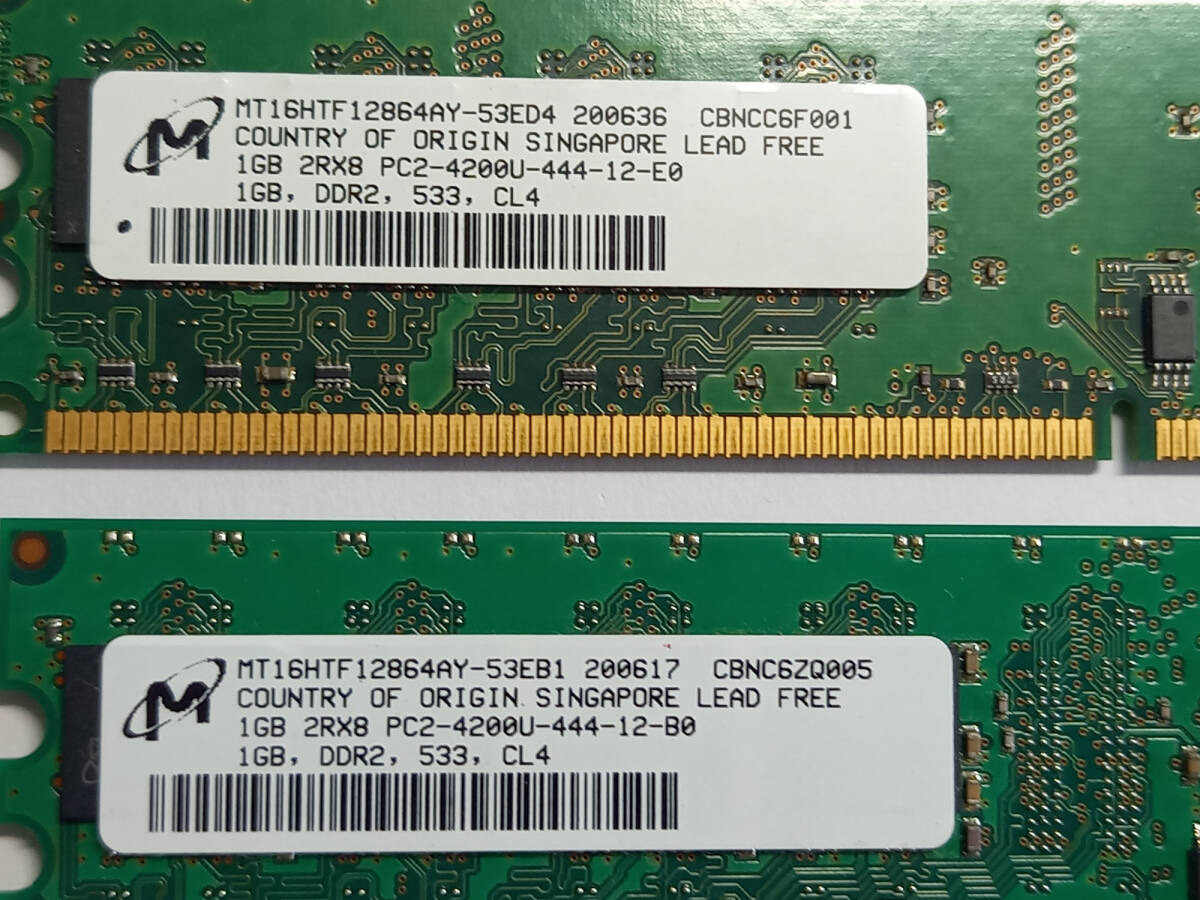 MT16HTF12864AY-53ED4 200636 CBNCC6F001
COUNTRY OF ORIGIN SINGAPORE LEAD FREE
1GB 2RX8 PC2-4200U-444-12-E0
1GB, DDR2, 533, CL4
MT16HTF12864AY-53EB1 200617 CBNC6ZQ005
COUNTRY OF ORIGIN SINGAPORE LEAD FREE
1GB 2RX8 PC2-4200U-444-12-B0
1GB, DDR2, 533, CL4